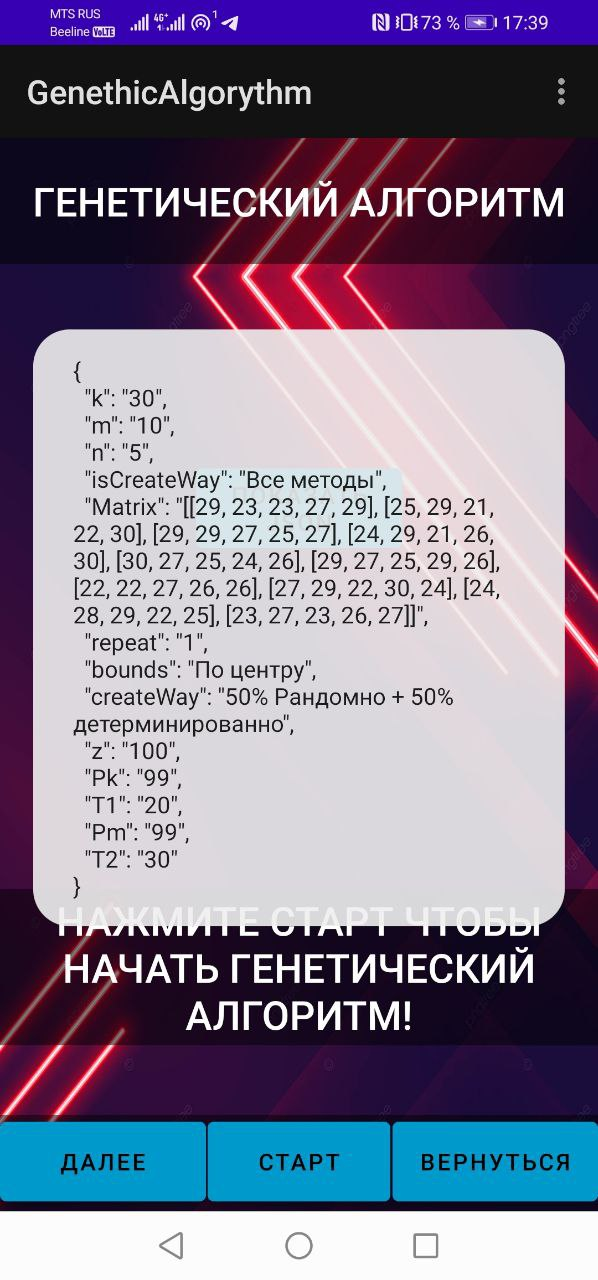 MTS RUS
Beeline VoLTE
4G+
1
73 %
17:39
GenethicAlgorythm
ГЕНЕТИЧЕСКИЙ АЛГОРИТМ
{
"k": "30",
"m": "10",
"n": "5",
"isCreateWay": "Все методы",
"Matrix": "[[29, 23, 23, 27, 29], [25, 29, 21,
22, 30], [29, 29, 27, 25, 27], [24, 29, 21, 26,
30], [30, 27, 25, 24, 26], [29, 27, 25, 29, 26],
[22, 22, 27, 26, 26], [27, 29, 22, 30, 24], [24,
28, 29, 22, 25], [23, 27, 23, 26, 27]]",
"repeat": "1",
"bounds": "По центру",
"createWay": "50% Рандомно + 50%
детерминированно",
"z": "100",
"Pk": "99",
"T1": "20",
"Pm": "99",
"T2": "30"
}
НАЖМИТЕ СТАРТ ЧТОБЫ
НАЧАТЬ ГЕНЕТИЧЕСКИЙ
АЛГОРИТМ!
ДАЛЕЕ
СТАРТ
ВЕРНУТЬСЯ